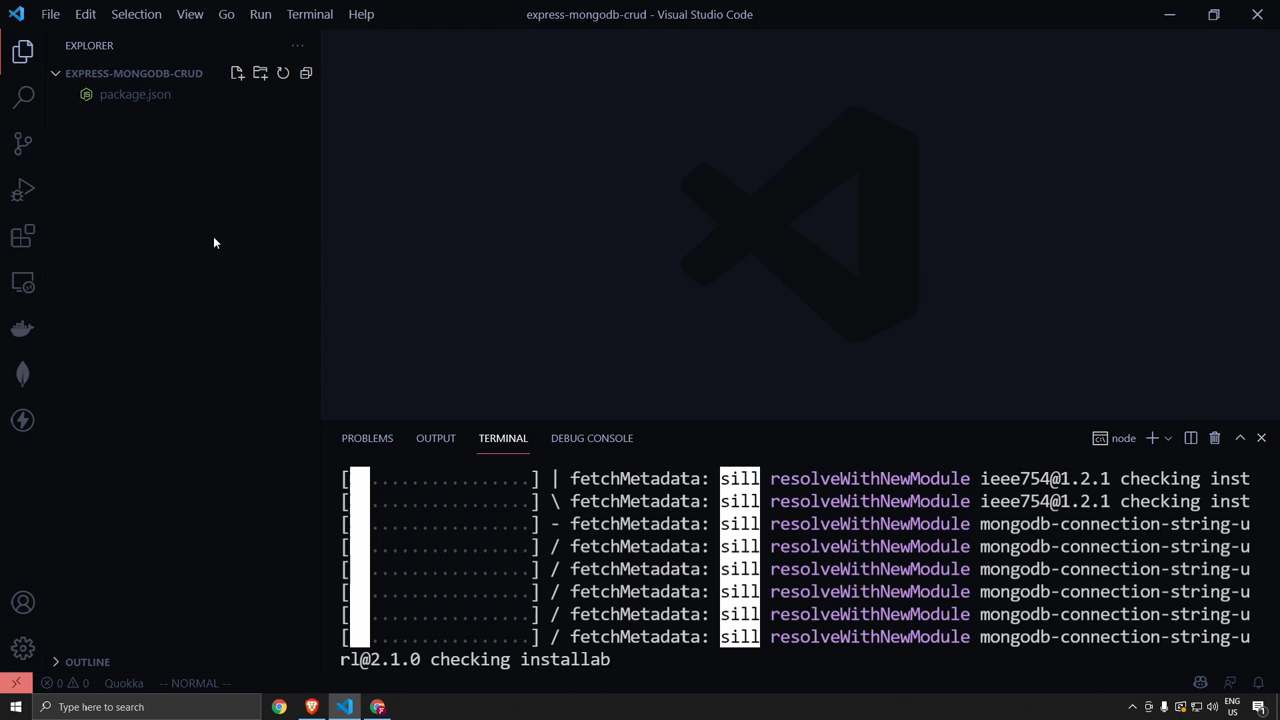 File Edit Selection View Go Run Terminal Help
express-mongodb-crud - Visual Studio Code
EXPLORER
EXPRESS-MONGODB-CRUD
package.json
PROBLEMS OUTPUT TERMINAL DEBUG CONSOLE
node
[ ................] | fetchMetadata: sill resolveWithNewModule ieee754@1.2.1 checking inst
[ ................] \ fetchMetadata: sill resolveWithNewModule ieee754@1.2.1 checking inst
[ ................] - fetchMetadata: sill resolveWithNewModule mongodb-connection-string-u
[ ................] / fetchMetadata: sill resolveWithNewModule mongodb-connection-string-u
[ ................] / fetchMetadata: sill resolveWithNewModule mongodb-connection-string-u
[ ................] / fetchMetadata: sill resolveWithNewModule mongodb-connection-string-u
[ ................] / fetchMetadata: sill resolveWithNewModule mongodb-connection-string-u
[ ................] / fetchMetadata: sill resolveWithNewModule mongodb-connection-string-u
rl@2.1.0 checking installab
OUTLINE
0 0 Quokka -- NORMAL --
Type here to search
ENG
US
1